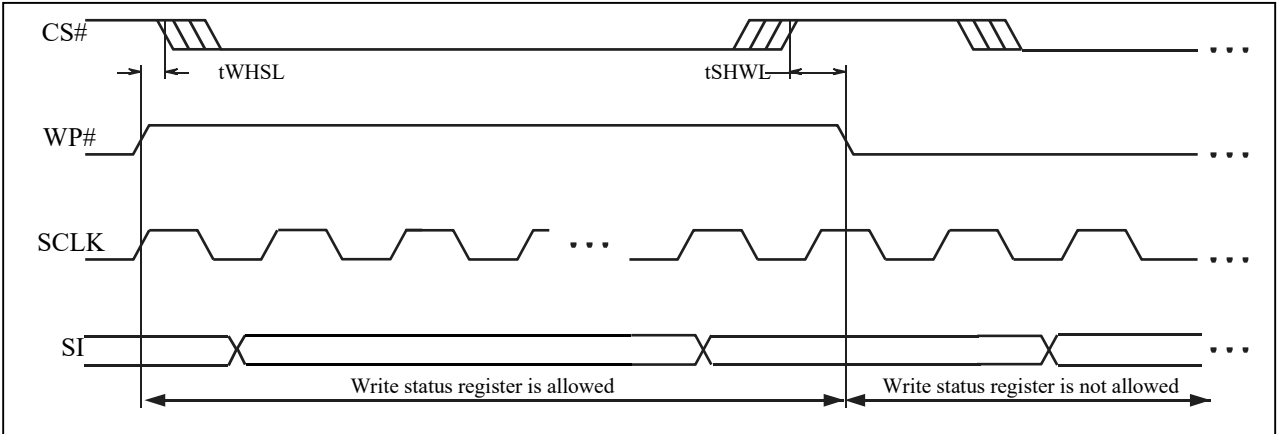 CS#
tWHSL
tSHWL
WP#
SCLK
SI
Write status register is allowed
Write status register is not allowed